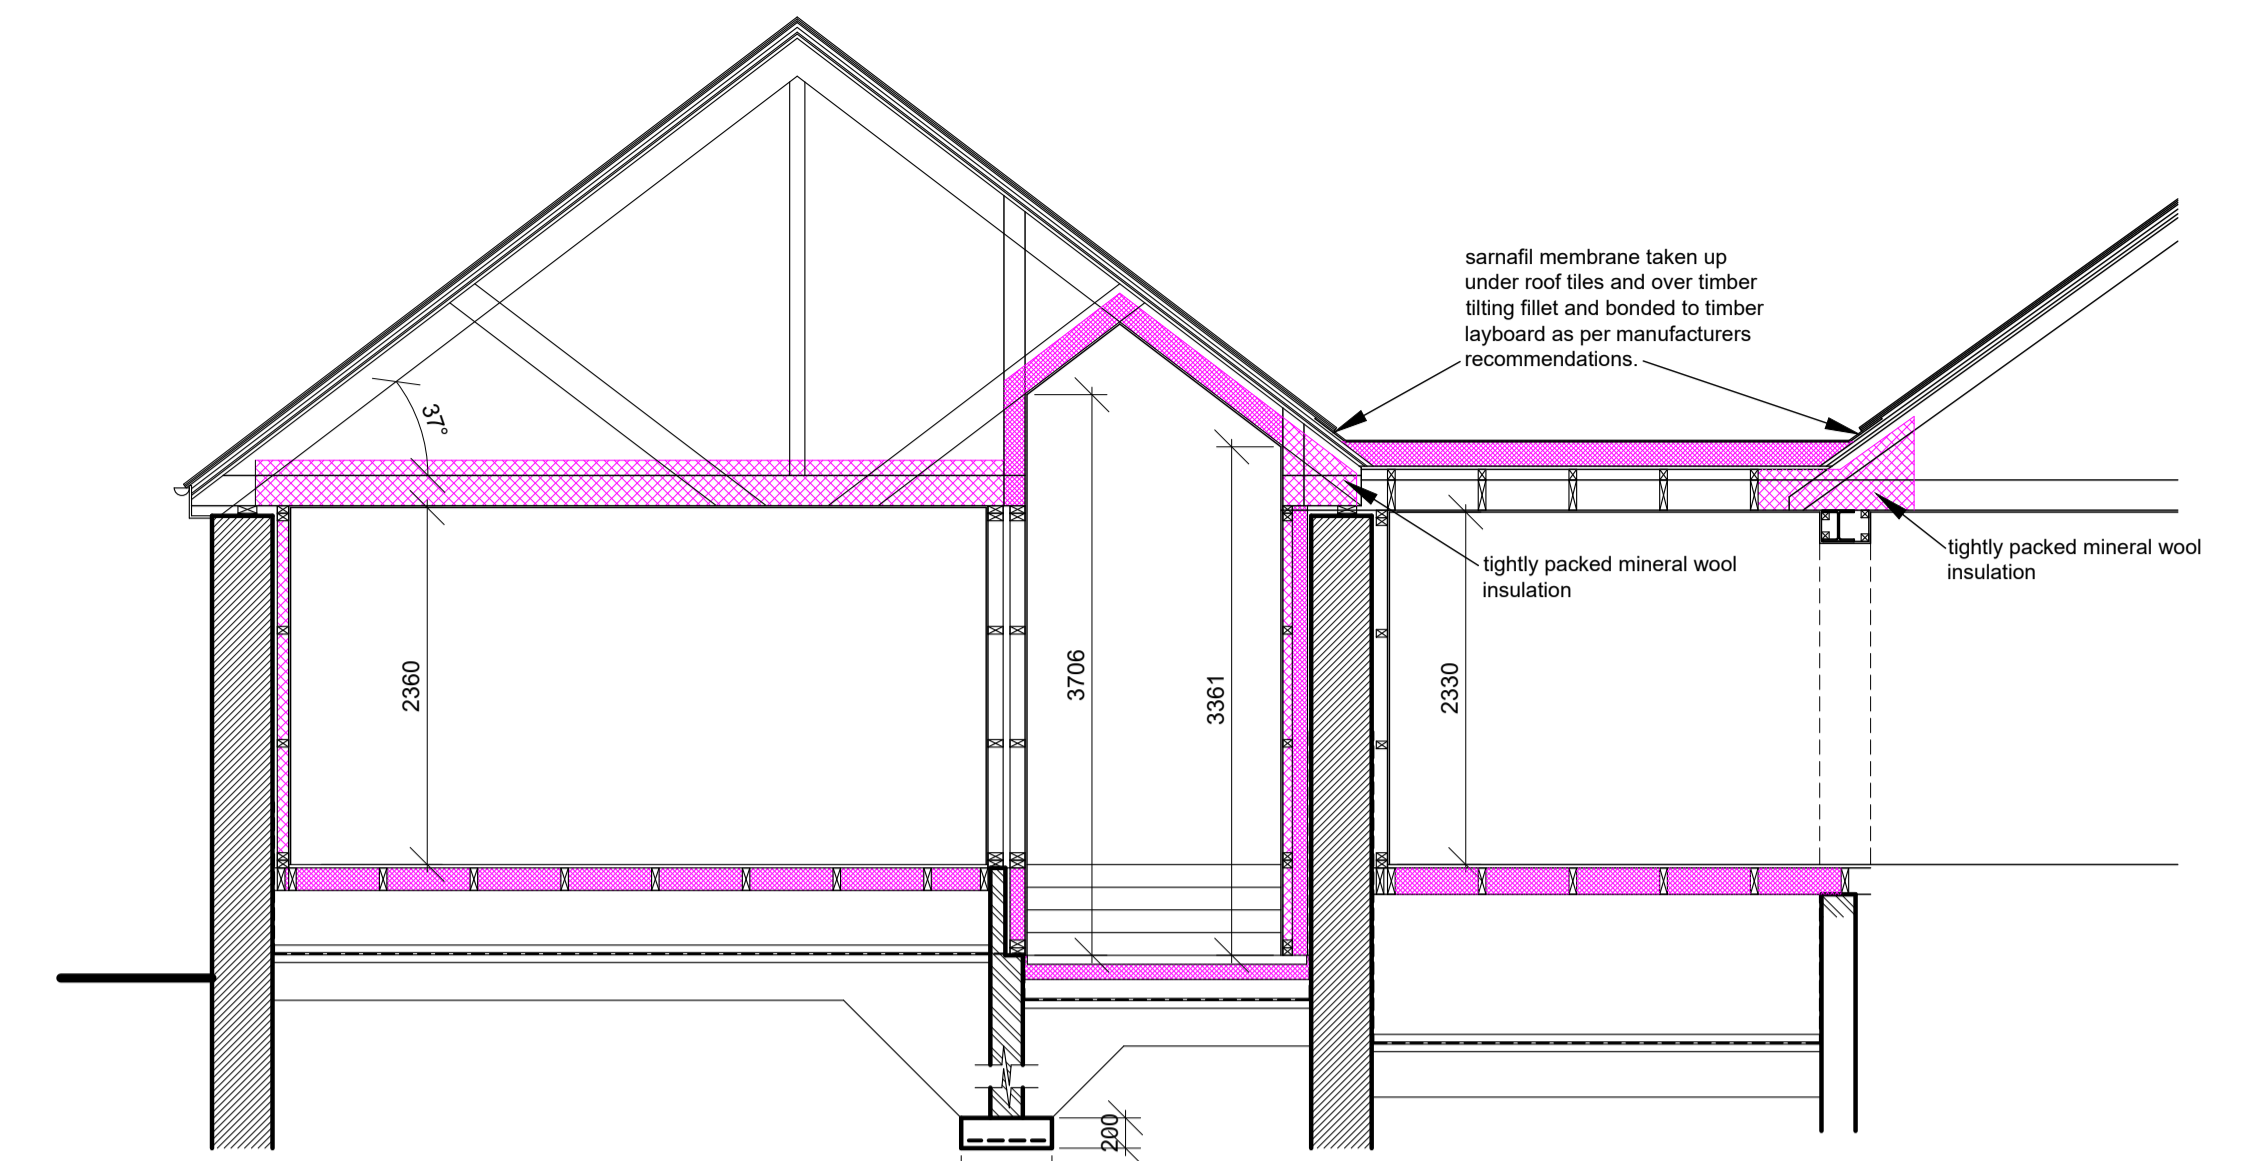 sarnafil membrane taken up
under roof tiles and over timber
tilting fillet and bonded to timber
layboard as per manufacturers
recommendations.
37°
tightly packed mineral wool
insulation
tightly packed mineral wool
insulation
2360
3706
3361
2330
200